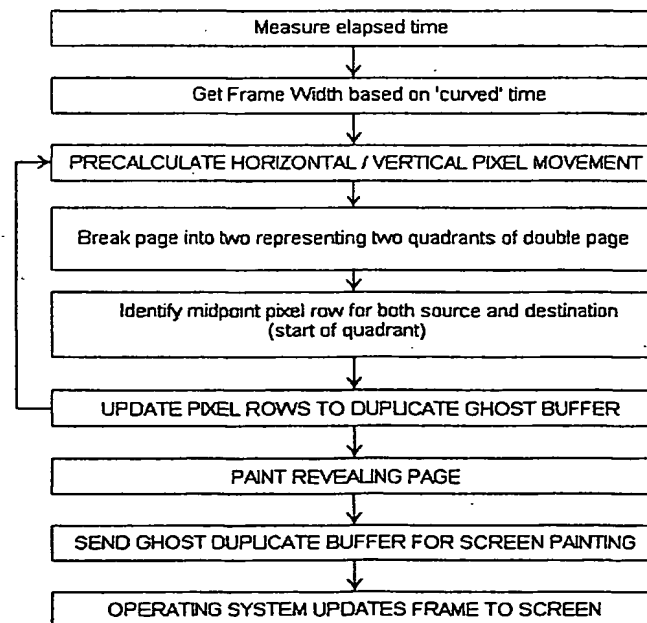 Measure elapsed time
Get Frame Width based on 'curved' time
PRECALCULATE HORIZONTAL / VERTICAL PIXEL MOVEMENT
Break page into two representing two quadrants of double page
Identify midpoint pixel row for both source and destination
(start of quadrant)
UPDATE PIXEL ROWS TO DUPLICATE GHOST BUFFER
PAINT REVEALING PAGE
SEND GHOST DUPLICATE BUFFER FOR SCREEN PAINTING
OPERATING SYSTEM UPDATES FRAME TO SCREEN